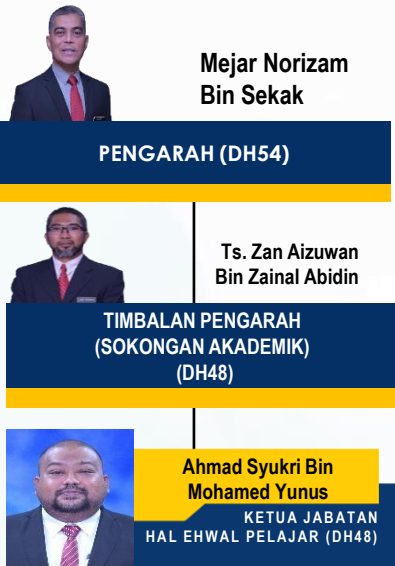 Mejar Norizam
Bin Sekak
PENGARAH (DH54)
Ts. Zan Aizuwan
Bin Zainal Abidin
TIMBALAN PENGARAH
(SOKONGAN AKADEMIK)
(DH48)
Ahmad Syukri Bin
Mohamed Yunus
KETUA JABATAN
HAL EHWAL PELAJAR (DH48)